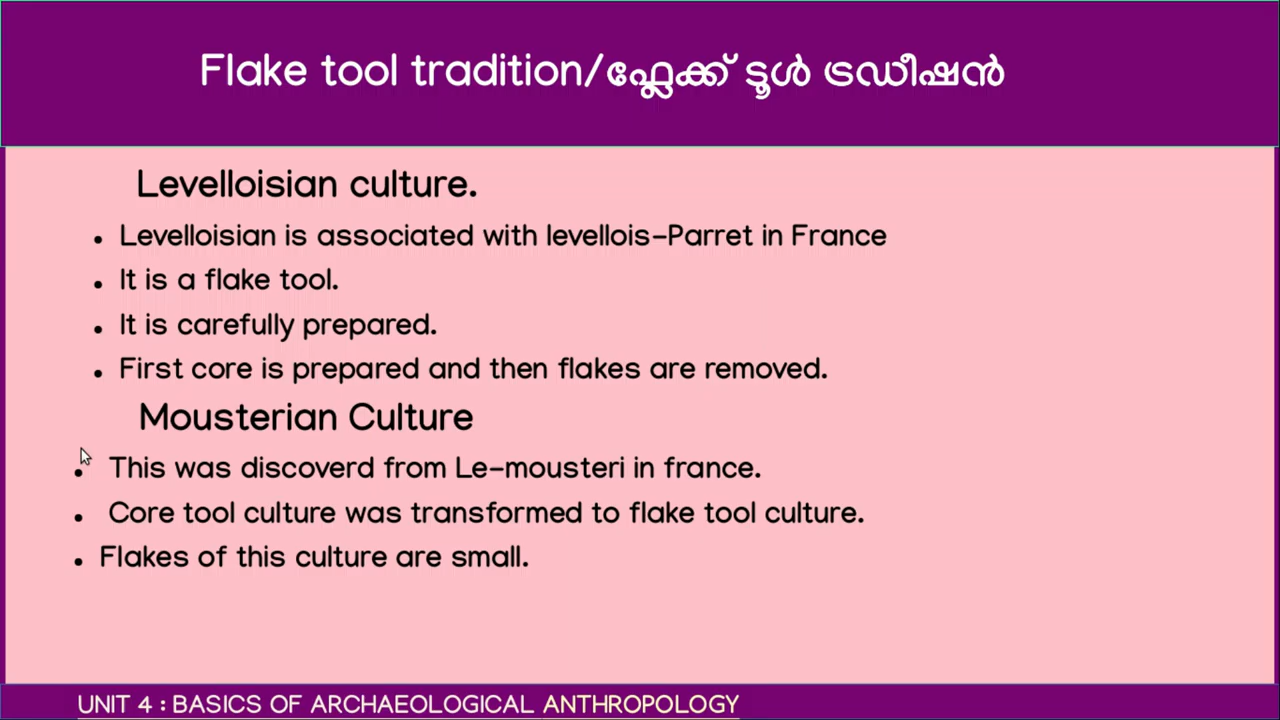 Flake tool tradition/ഫ്ലേക്ക് ടൂൾ ട്രഡീഷൻ
Levelloisian culture.
• Levelloisian is associated with levellois-Parret in France
• It is a flake tool.
• It is carefully prepared.
• First core is prepared and then flakes are removed.
Mousterian Culture
• This was discoverd from Le-mousteri in france.
• Core tool culture was transformed to flake tool culture.
• Flakes of this culture are small.
UNIT 4 : BASICS OF ARCHAEOLOGICAL ANTHROPOLOGY